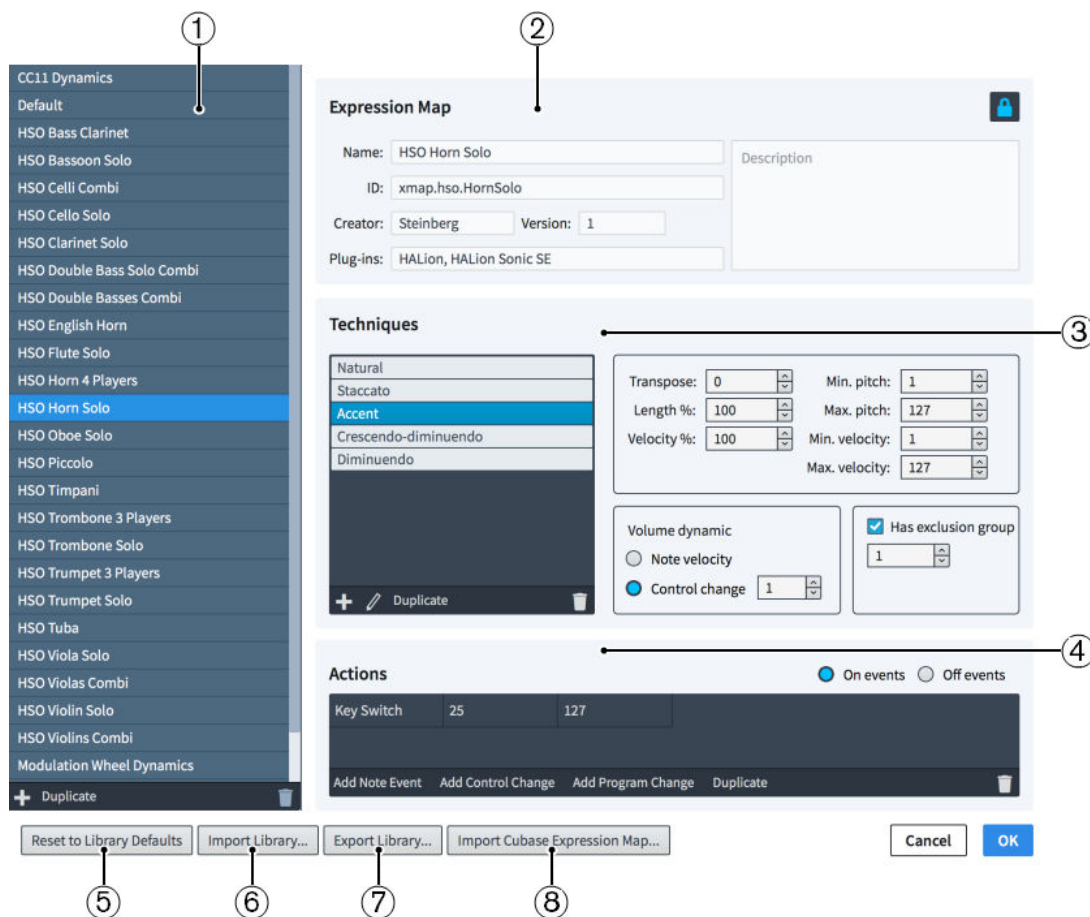 ① ②
CC11 Dynamics
Default
HSO Bass Clarinet
HSO Bassoon Solo
HSO Celli Combi
HSO Cello Solo
HSO Clarinet Solo
HSO Double Bass Solo Combi
HSO Double Basses Combi
HSO English Horn
HSO Flute Solo
HSO Horn 4 Players
HSO Horn Solo
HSO Oboe Solo
HSO Piccolo
HSO Timpani
HSO Trombone 3 Players
HSO Trombone Solo
HSO Trumpet 3 Players
HSO Trumpet Solo
HSO Tuba
HSO Viola Solo
HSO Violas Combi
HSO Violin Solo
HSO Violins Combi
Modulation Wheel Dynamics
Duplicate
Expression Map
Name: HSO Horn Solo
ID: xmap.hso.HornSolo
Creator: Steinberg Version: 1
Plug-ins: HALion, HALion Sonic SE
Description
③
Techniques
Natural
Staccato
Accent
Crescendo-diminuendo
Diminuendo
Duplicate
Transpose: 0 Min. pitch: 1
Length %: 100 Max. pitch: 127
Velocity %: 100 Min. velocity: 1
Max. velocity: 127
Volume dynamic
Note velocity
Control change 1
Has exclusion group
1
④
Actions On events Off events
Key Switch 25 127
Add Note Event Add Control Change Add Program Change Duplicate
Reset to Library Defaults Import Library... Export Library... Import Cubase Expression Map... Cancel OK
⑤ ⑥ ⑦ ⑧